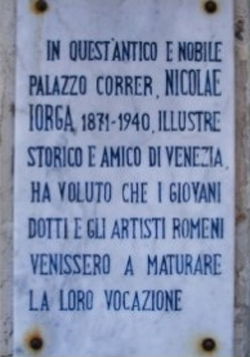 IN QUEST'ANTICO E NOBILE
PALAZZO CORRER, NICOLAE
IORGA, 1871-1940, ILLUSTRE
STORICO E AMICO DI VENEZIA,
HA VOLUTO CHE I GIOVANI
DOTTI E GLI ARTISTI ROMENI
VENISSERO A MATURARE
LA LORO VOCAZIONE